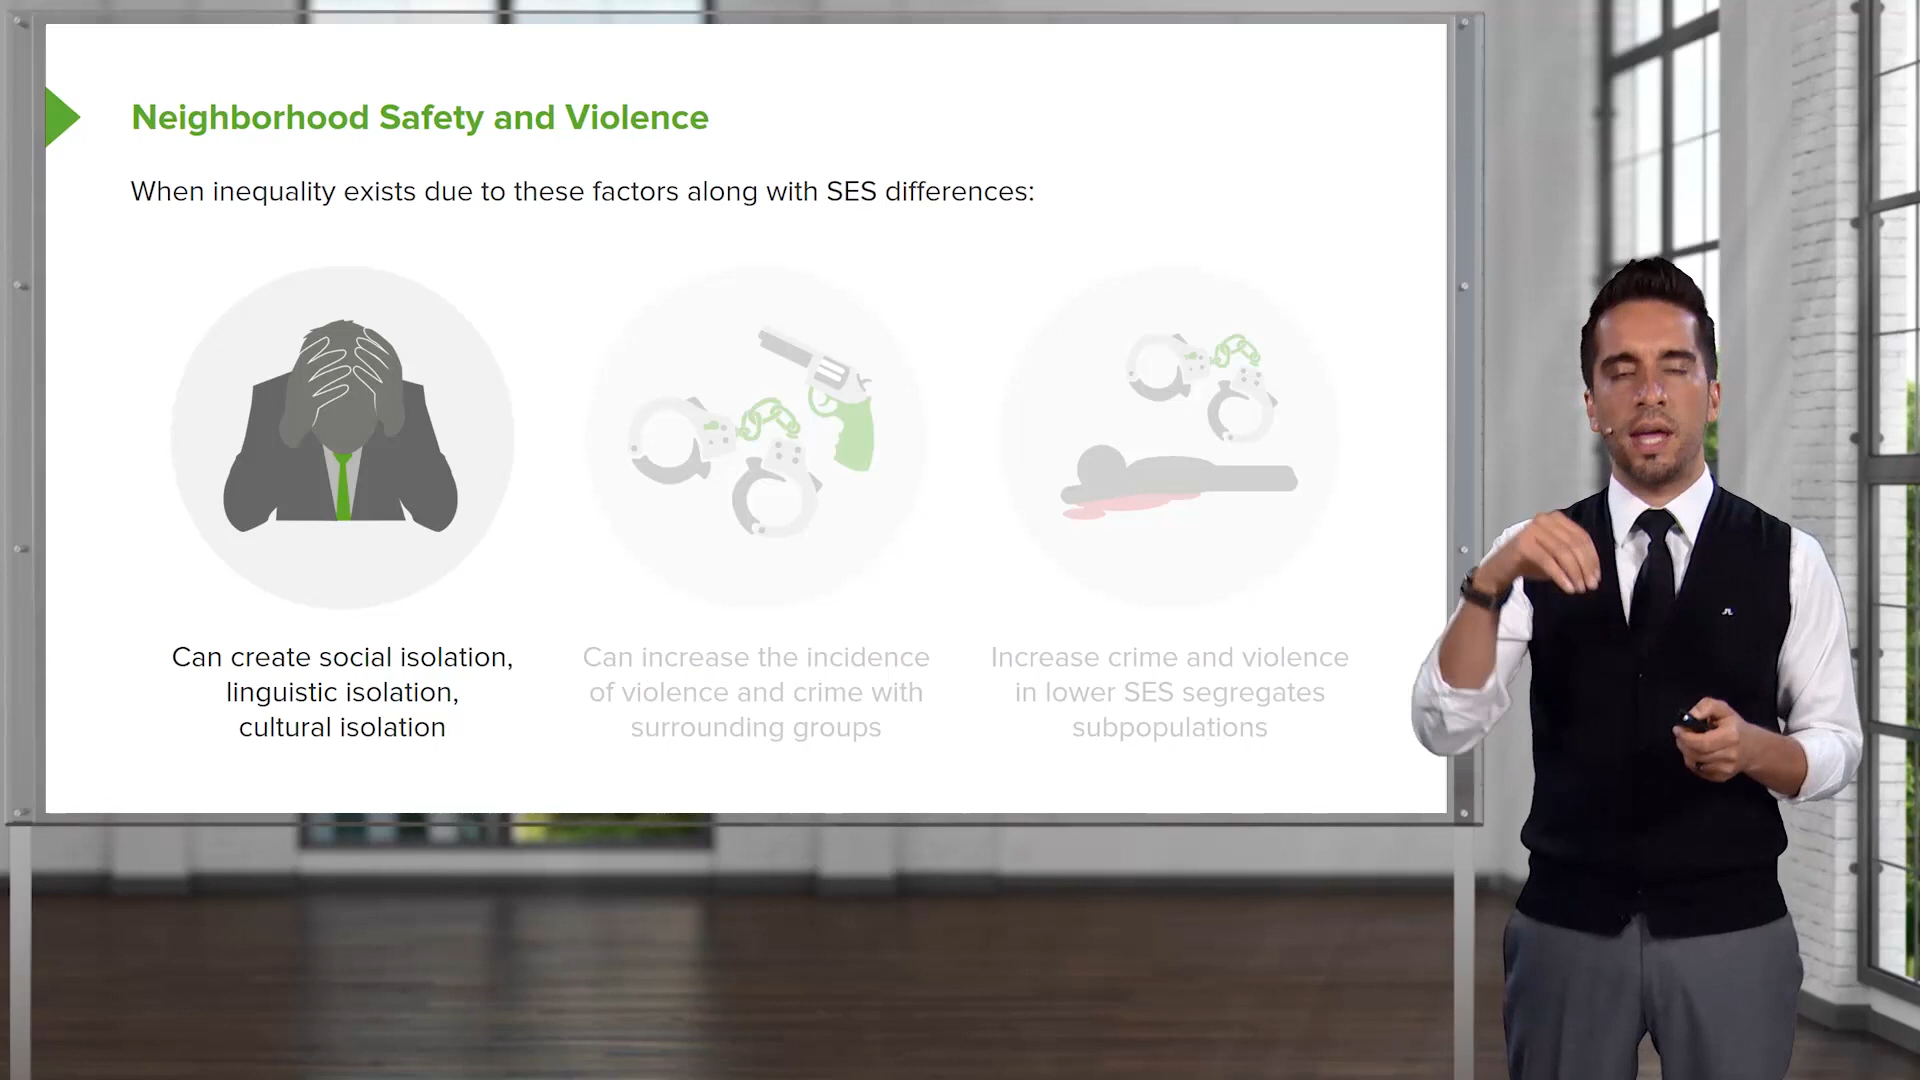 Neighborhood Safety and Violence
When inequality exists due to these factors along with SES differences:
Can create social isolation,
linguistic isolation,
cultural isolation
Can increase the incidence
of violence and crime with
surrounding groups
Increase crime and violence
in lower SES segregates
subpopulations